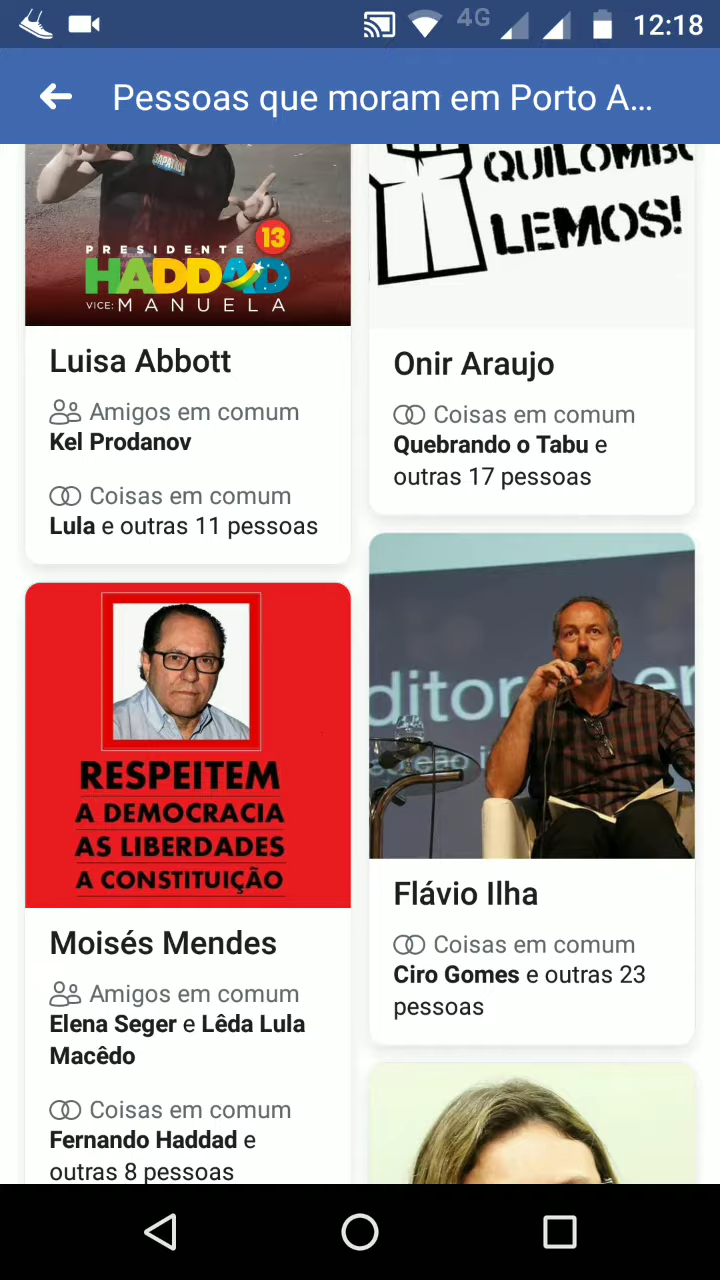 4G 12:18
Pessoas que moram em Porto A...
PRESIDENTE 13
HADDAD
VICE: MANUELA
Luisa Abbott
Amigos em comum
Kel Prodanov
Coisas em comum
Lula e outras 11 pessoas
QUILOMBO
LEMOS!
Onir Araujo
Coisas em comum
Quebrando o Tabu e
outras 17 pessoas
RESPEITEM
A DEMOCRACIA
AS LIBERDADES
A CONSTITUIÇÃO
Moisés Mendes
Amigos em comum
Elena Seger e Lêda Lula
Macêdo
Coisas em comum
Fernando Haddad e
outras 8 pessoas
Flávio Ilha
Coisas em comum
Ciro Gomes e outras 23
pessoas